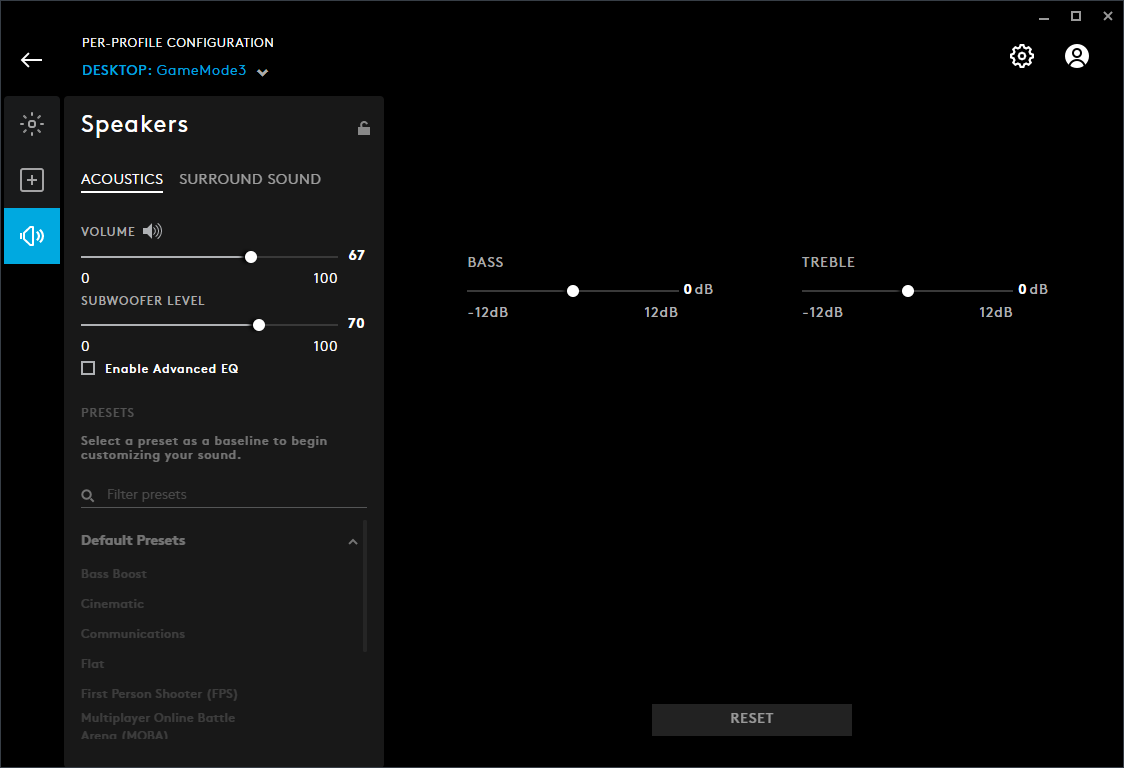 PER-PROFILE CONFIGURATION
DESKTOP: GameMode3
Speakers
ACOUSTICS SURROUND SOUND
VOLUME
67
0 100
SUBWOOFER LEVEL
70
0 100
Enable Advanced EQ
PRESETS
Select a preset as a baseline to begin
customizing your sound.
Filter presets
Default Presets
Bass Boost
Cinematic
Communications
Flat
First Person Shooter (FPS)
Multiplayer Online Battle
Arena (MOBA)
BASS
0 dB
-12dB 12dB
TREBLE
0 dB
-12dB 12dB
RESET